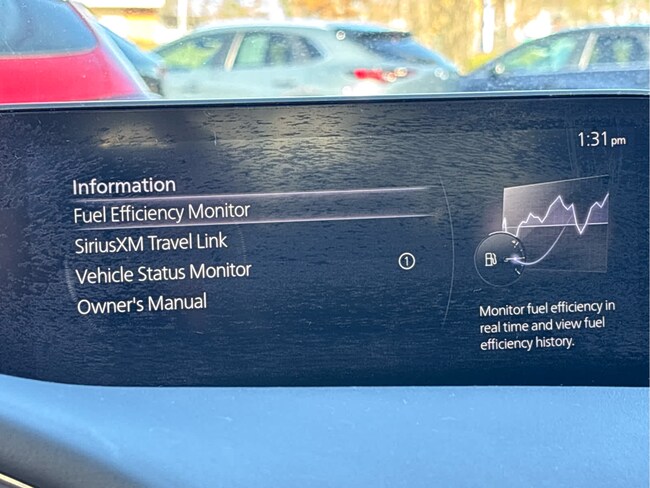 1:31 pm
Information
Fuel Efficiency Monitor
SiriusXM Travel Link
Vehicle Status Monitor
1
Owner's Manual
Monitor fuel efficiency in
real time and view fuel
efficiency history.